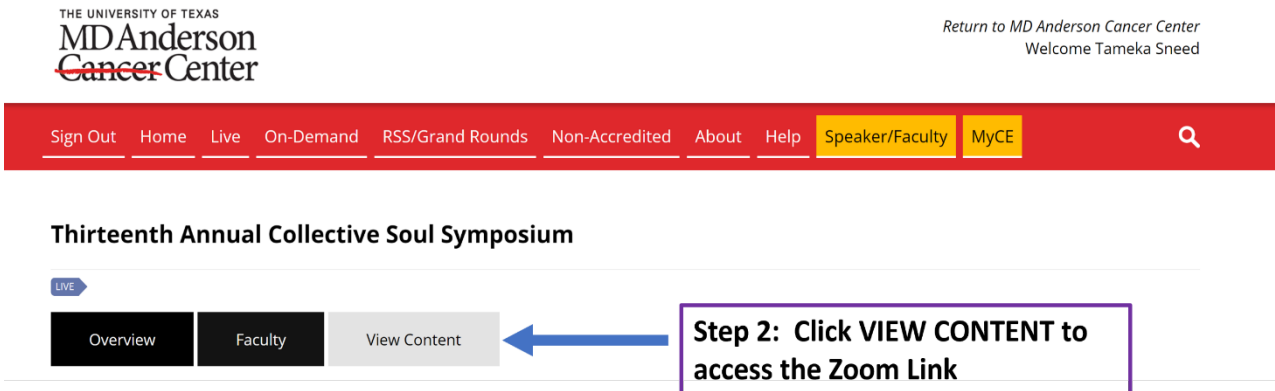 THE UNIVERSITY OF TEXAS
MD Anderson
Cancer Center
Return to MD Anderson Cancer Center
Welcome Tameka Sneed
Sign Out Home Live On-Demand RSS/Grand Rounds Non-Accredited About Help Speaker/Faculty MyCE
Thirteenth Annual Collective Soul Symposium
LIVE
Overview Faculty View Content
Step 2: Click VIEW CONTENT to
access the Zoom Link